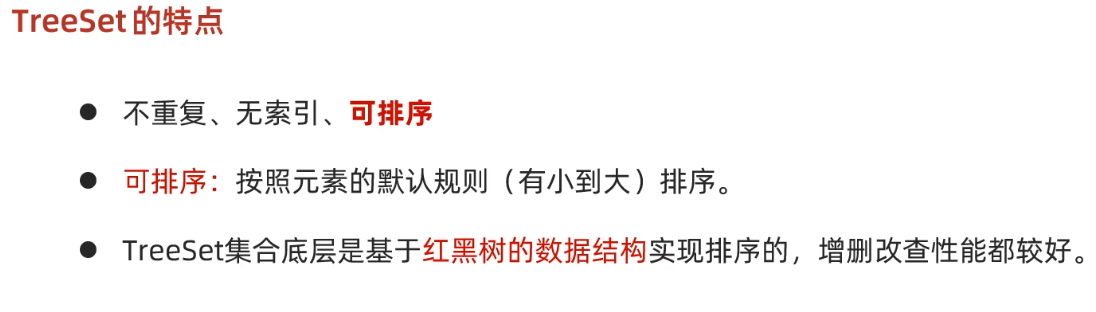 TreeSet 的特点
● 不重复、无索引、可排序
● 可排序：按照元素的默认规则（有小到大）排序。
● TreeSet集合底层是基于红黑树的数据结构实现排序的，增删改查性能都较好。